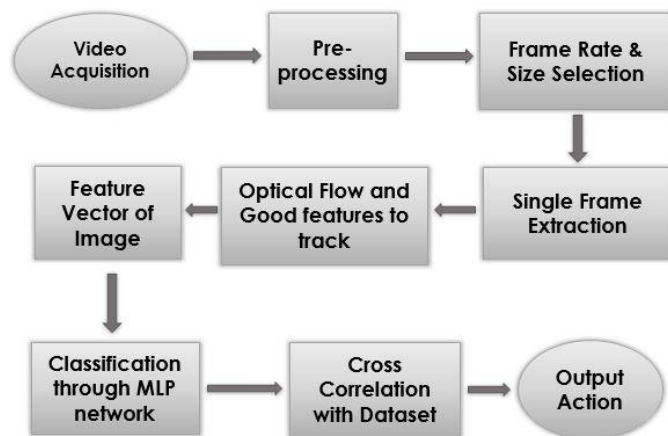 Video
Acquisition
Pre-
processing
Frame Rate &
Size Selection
Single Frame
Extraction
Optical Flow and
Good features to
track
Feature
Vector of
Image
Classification
through MLP
network
Cross
Correlation
with Dataset
Output
Action